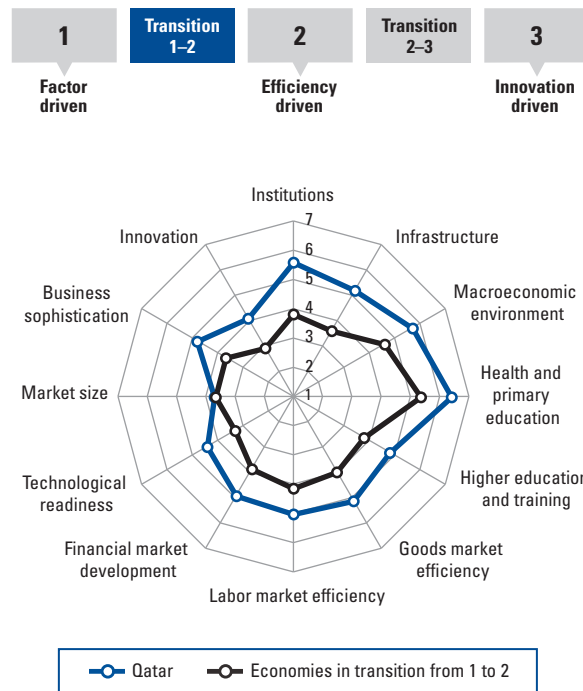 1
Transition
1–2
2
Transition
2–3
3
Factor
driven
Efficiency
driven
Innovation
driven
Institutions
7
Innovation
Infrastructure
6
Business
sophistication
5
Macroeconomic
environment
4
3
2
Market size
1
Health and
primary
education
Technological
readiness
Higher education
and training
Financial market
development
Goods market
efficiency
Labor market efficiency
Qatar
Economies in transition from 1 to 2